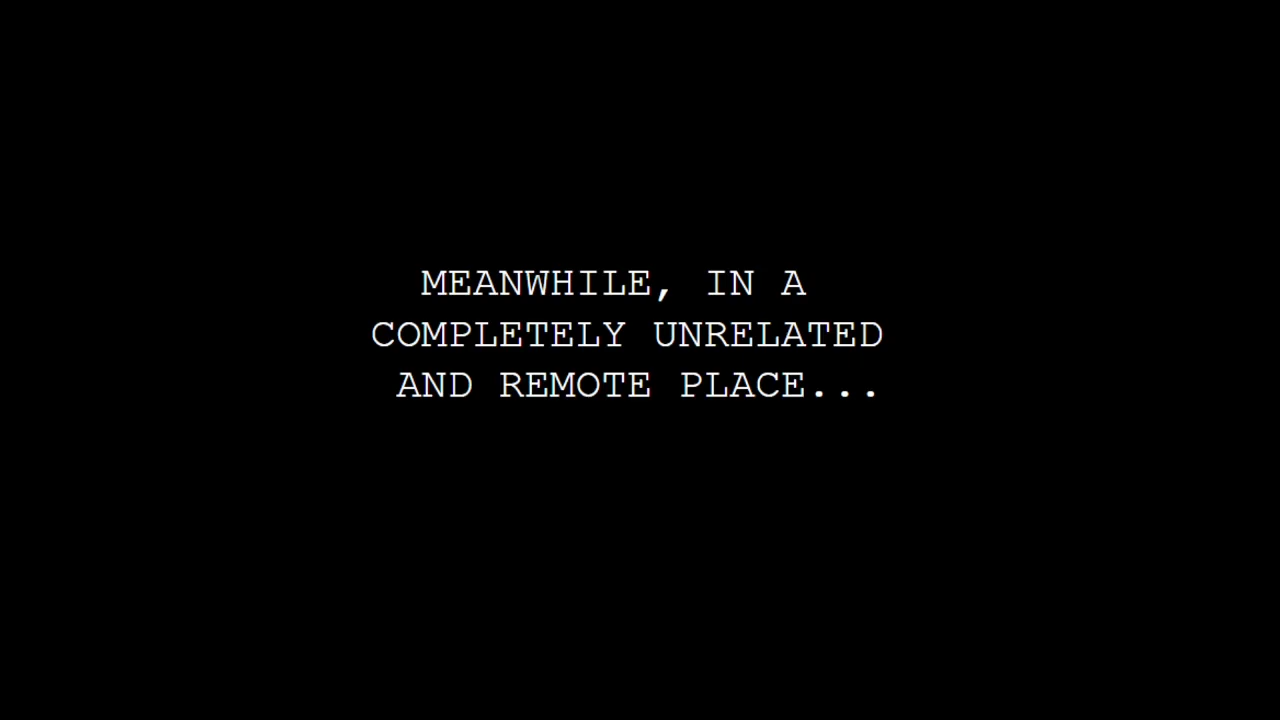 MEANWHILE, IN A
COMPLETELY UNRELATED
AND REMOTE PLACE...